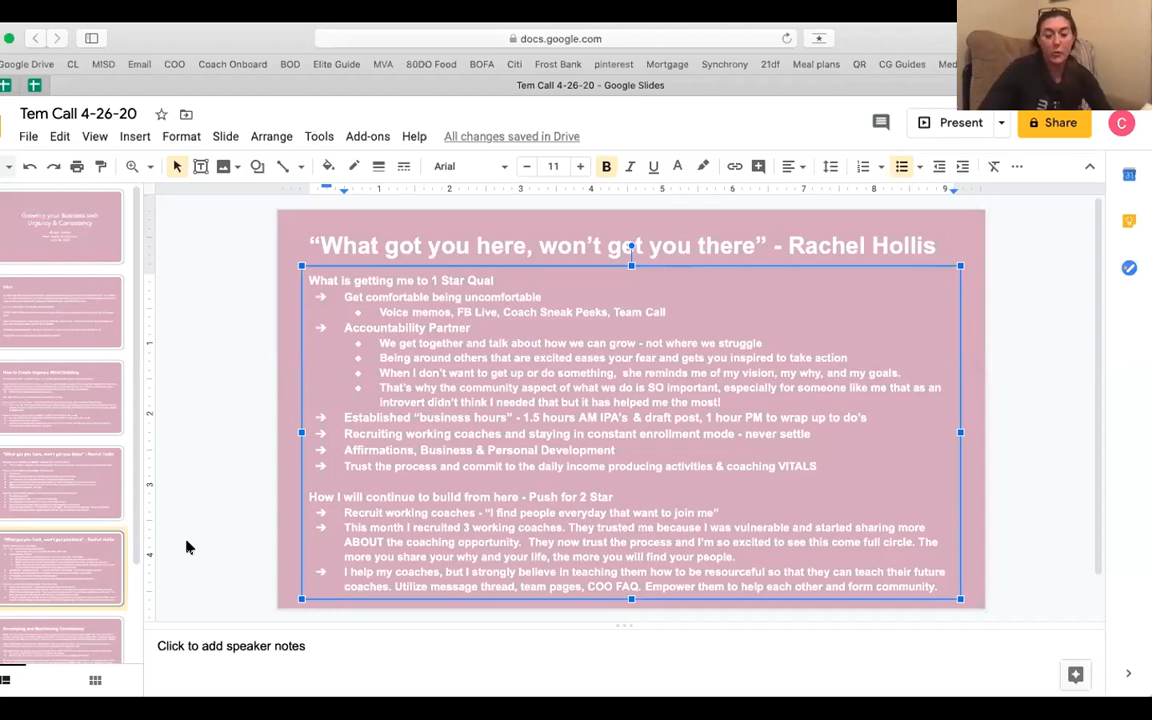 docs.google.com
Google Drive CL MISD Email COO Coach Onboard BOD Elite Guide MVA 80DO Food BOFA Citi Frost Bank pinterest Mortgage Synchrony 21df Meal plans QR CG Guides
Tem Call 4-26-20 - Google Slides
Tem Call 4-26-20
File Edit View Insert Format Slide Arrange Tools Add-ons Help All changes saved in Drive
Present Share C
Arial 11 B I U A
1 2 3 4 5 6 7 8 9
“What got you here, won’t get you there” - Rachel Hollis
What is getting me to 1 Star Qual
Get comfortable being uncomfortable
Voice memos, FB Live, Coach Sneak Peeks, Team Call
Accountability Partner
We get together and talk about how we can grow - not where we struggle
Being around others that are excited eases your fear and gets you inspired to take action
When I don’t want to get up or do something, she reminds me of my vision, my why, and my goals.
That’s why the community aspect of what we do is SO important, especially for someone like me that as an
introvert didn’t think I needed that but it has helped me the most!
Established “business hours” - 1.5 hours AM IPA’s & draft post, 1 hour PM to wrap up to do’s
Recruiting working coaches and staying in constant enrollment mode - never settle
Affirmations, Business & Personal Development
Trust the process and commit to the daily income producing activities & coaching VITALS
How I will continue to build from here - Push for 2 Star
Recruit working coaches - “I find people everyday that want to join me”
This month I recruited 3 working coaches. They trusted me because I was vulnerable and started sharing more
ABOUT the coaching opportunity. They now trust the process and I’m so excited to see this come full circle. The
more you share your why and your life, the more you will find your people.
I help my coaches, but I strongly believe in teaching them how to be resourceful so that they can teach their future
coaches. Utilize message thread, team pages, COO FAQ. Empower them to help each other and form community.
Click to add speaker notes